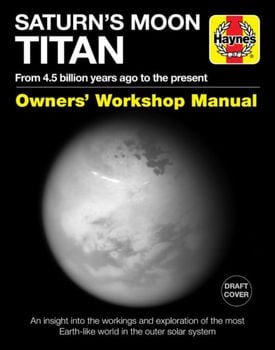 SATURN'S MOON
TITAN
Haynes
From 4.5 billion years ago to the present
Owners' Workshop Manual
DRAFT
COVER
An insight into the workings and exploration of the most
Earth-like world in the outer solar system